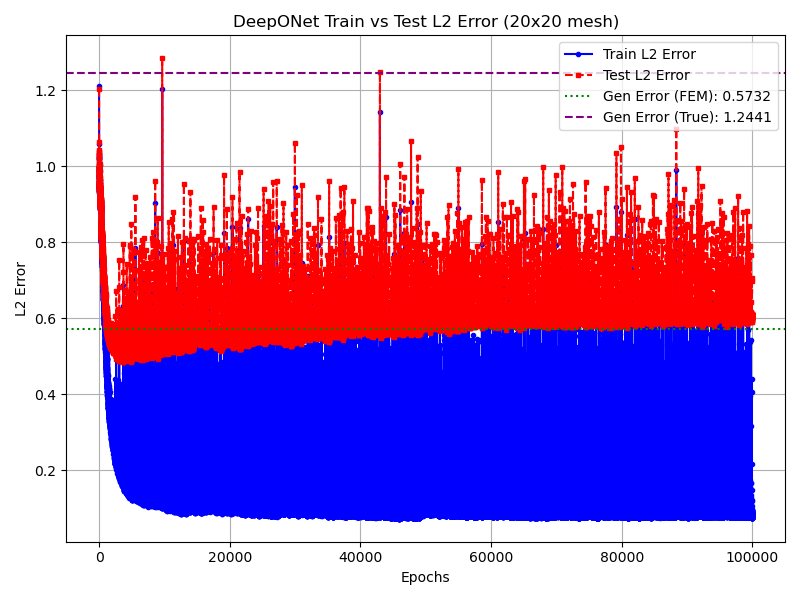 DeepONet Train vs Test L2 Error (20x20 mesh)
Train L2 Error
Test L2 Error
Gen Error (FEM): 0.5732
Gen Error (True): 1.2441
L2 Error
1.2
1.0
0.8
0.6
0.4
0.2
0
20000
40000
60000
80000
100000
Epochs